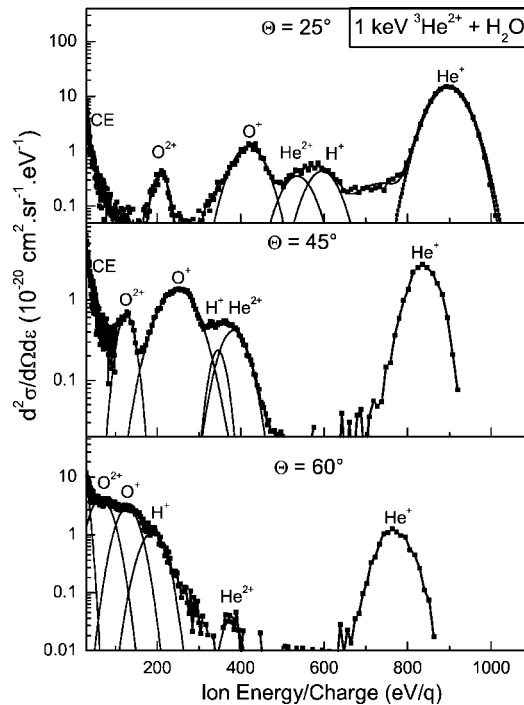 Θ = 25°
1 keV ³He²⁺ + H₂O
100
10
1
0.1
CE
O²⁺
O⁺
He²⁺
H⁺
He⁺
Θ = 45°
1
0.1
CE
O²⁺
O⁺
H⁺
He²⁺
He⁺
Θ = 60°
10
1
0.1
0.01
O²⁺
O⁺
H⁺
He²⁺
He⁺
200
400
600
800
1000
Ion Energy/Charge (eV/q)
d²σ/dΩdε (10⁻²⁰ cm².sr⁻¹.eV⁻¹)